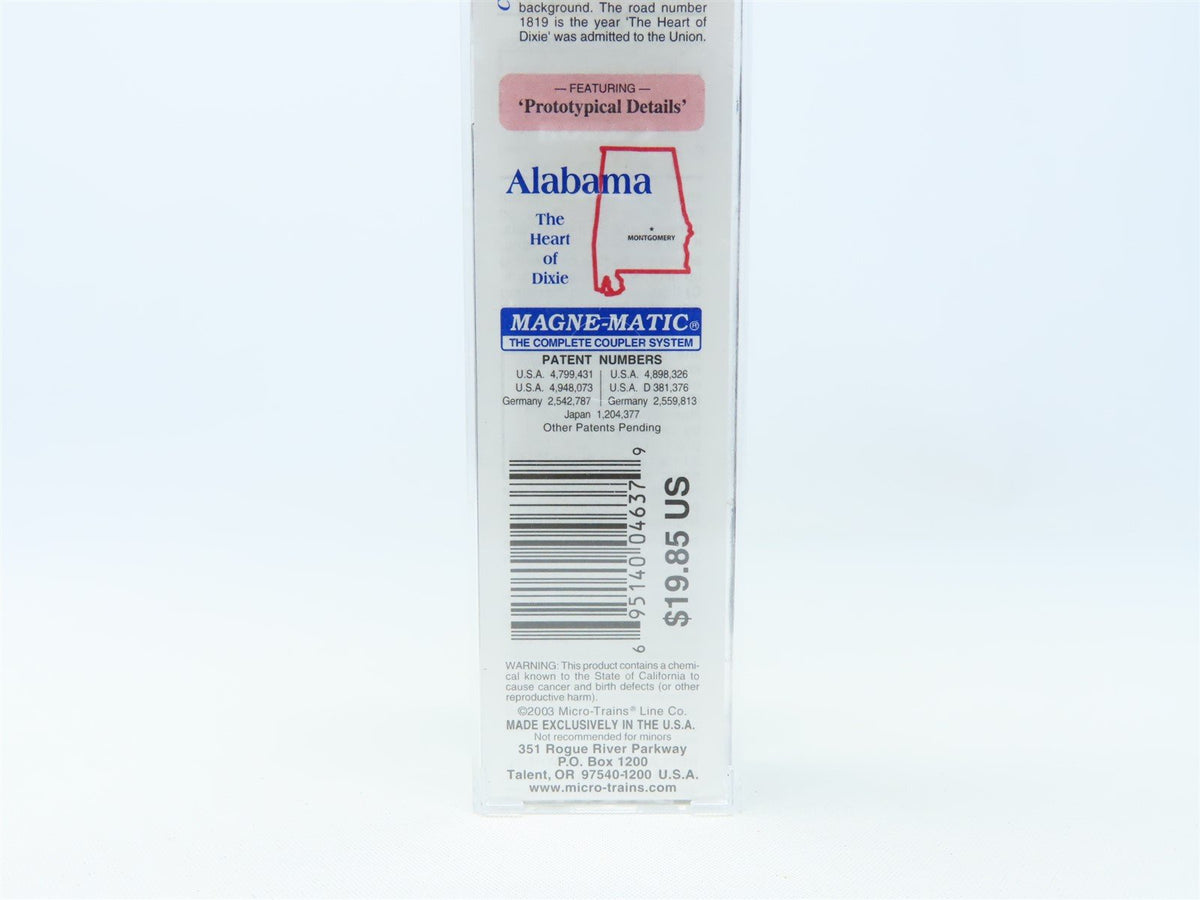 background. The road number
1819 is the year 'The Heart of
Dixie' was admitted to the Union.
— FEATURING —
'Prototypical Details'
Alabama
The
Heart
of
Dixie
★
MONTGOMERY
MAGNE-MATIC®
THE COMPLETE COUPLER SYSTEM
PATENT NUMBERS
U.S.A. 4,799,431 | U.S.A. 4,898,326
U.S.A. 4,948,073 | U.S.A. D 381,376
Germany 2,542,787 | Germany 2,559,813
Japan 1,204,377
Other Patents Pending
6 95140 04637 9
$19.85 US
WARNING: This product contains a chemi-
cal known to the State of California to
cause cancer and birth defects (or other
reproductive harm).
©2003 Micro-Trains® Line Co.
MADE EXCLUSIVELY IN THE U.S.A.
Not recommended for minors
351 Rogue River Parkway
P.O. Box 1200
Talent, OR 97540-1200 U.S.A.
www.micro-trains.com